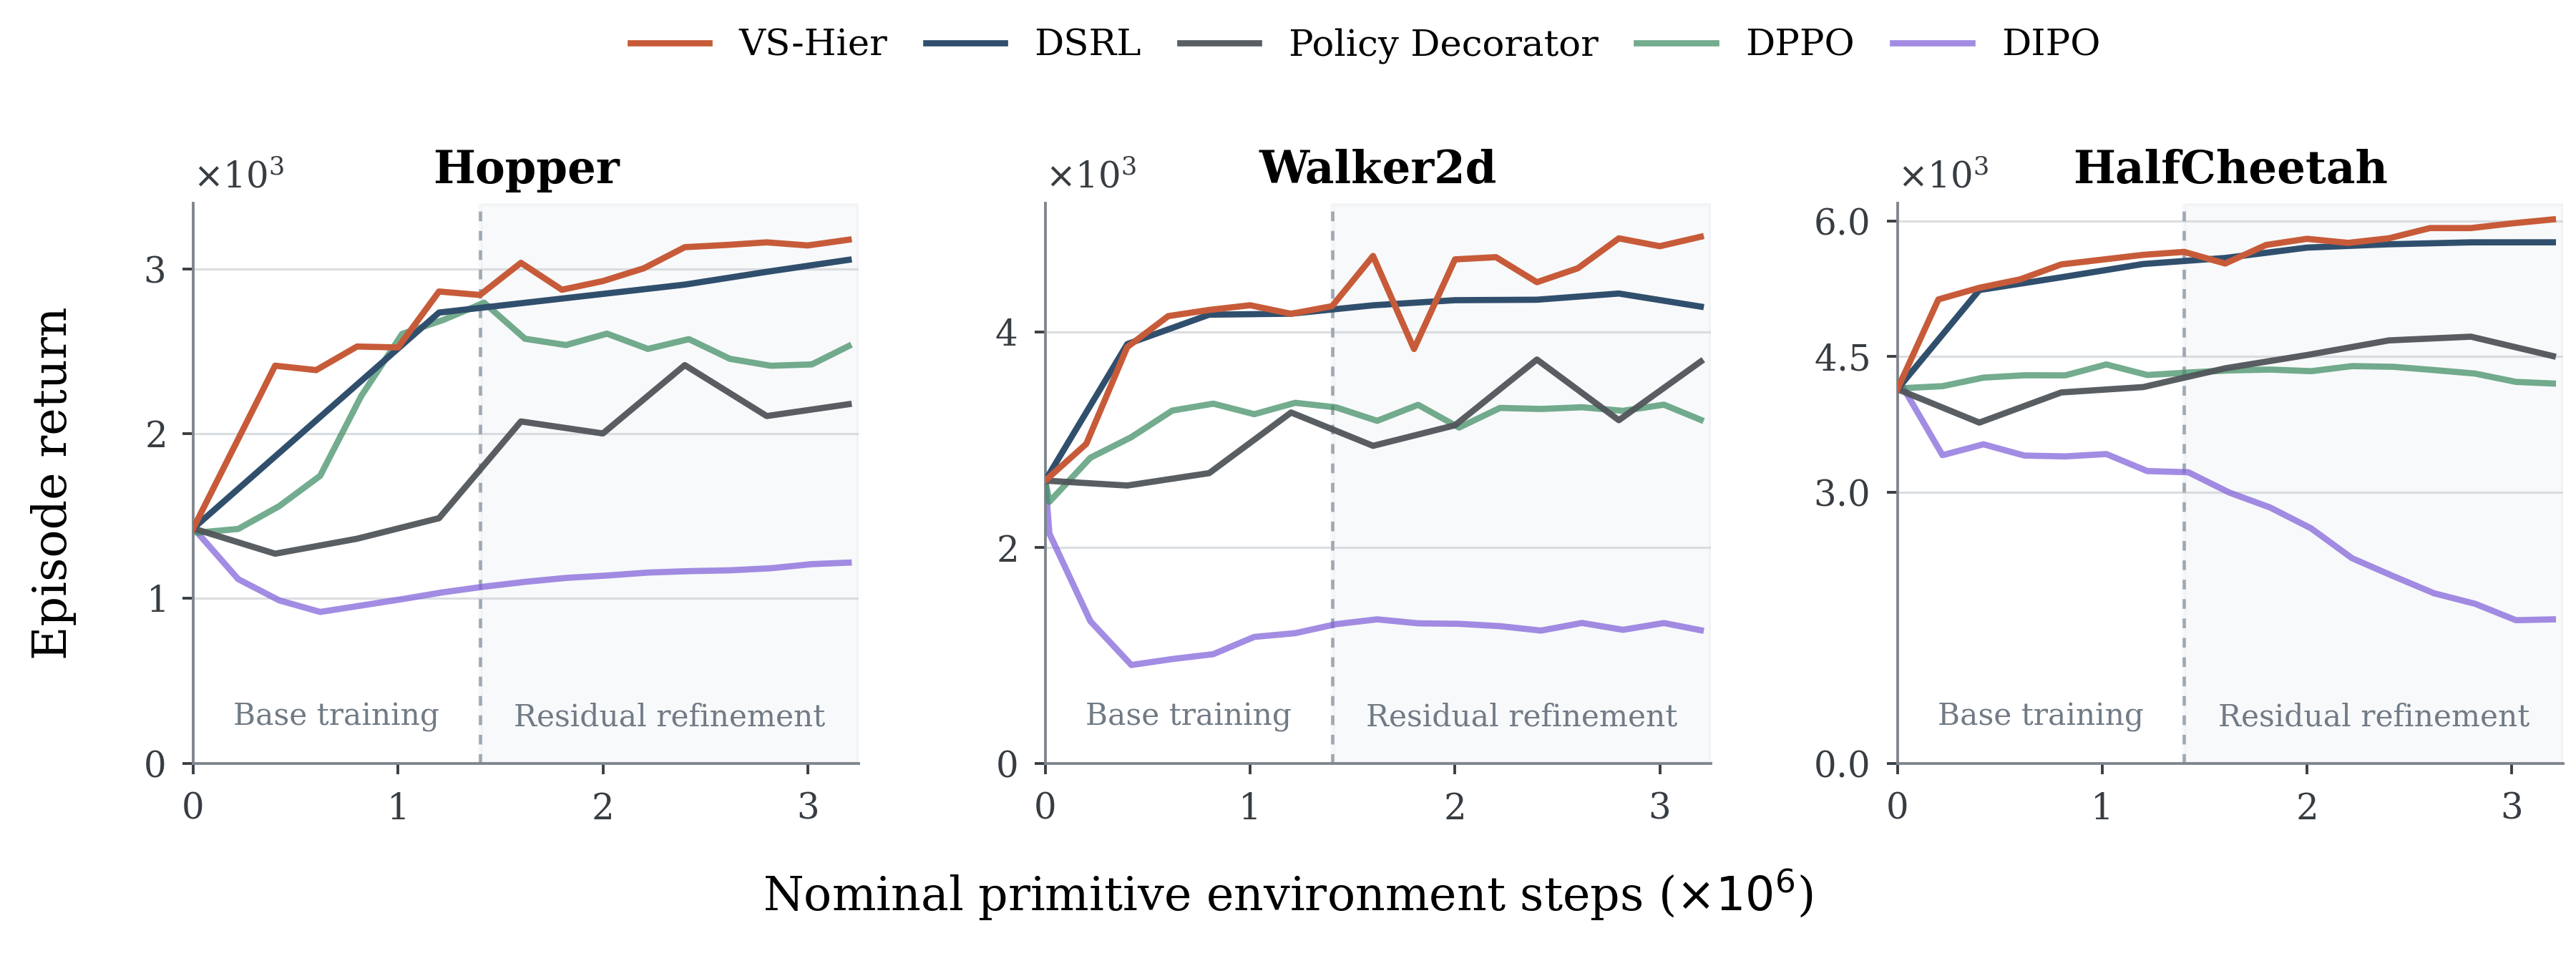 VS-Hier DSRL Policy Decorator DPPO DIPO
×10³ Hopper
×10³ Walker2d
×10³ HalfCheetah
Episode return
3
2
1
0
Base training Residual refinement
0 1 2 3
4
2
0
Base training Residual refinement
0 1 2 3
6.0
4.5
3.0
0.0
Base training Residual refinement
0 1 2 3
Nominal primitive environment steps (×10⁶)